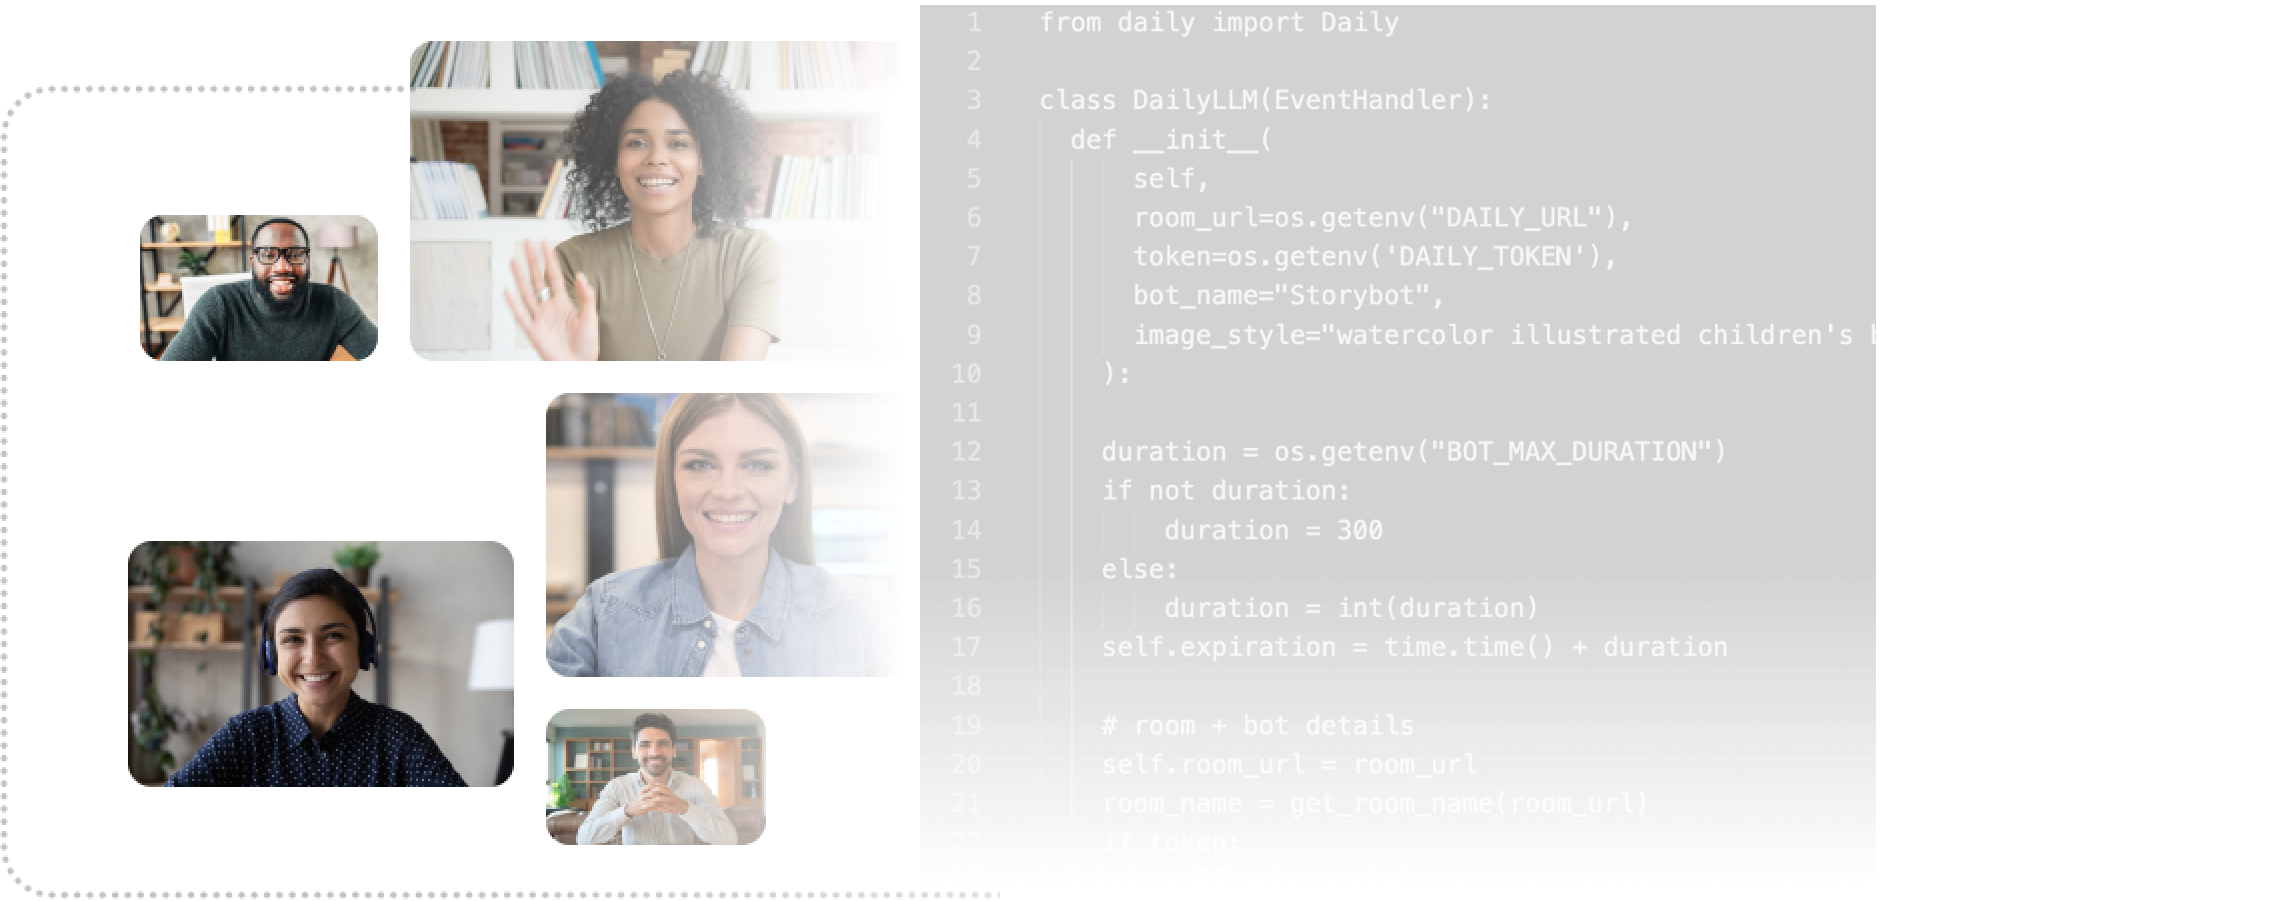 1 from daily import Daily
2
3 class DailyLLM(EventHandler):
4 def __init__(
5 self,
6 room_url=os.getenv("DAILY_URL"),
7 token=os.getenv('DAILY_TOKEN'),
8 bot_name="Storybot",
9 image_style="watercolor illustrated children's
10 ):
11
12 duration = os.getenv("BOT_MAX_DURATION")
13 if not duration:
14 duration = 300
15 else:
16 duration = int(duration)
17 self.expiration = time.time() + duration
18
19 # room + bot details
20 self.room_url = room_url
21 room_name = get_room_name(room_url)
22 if token: